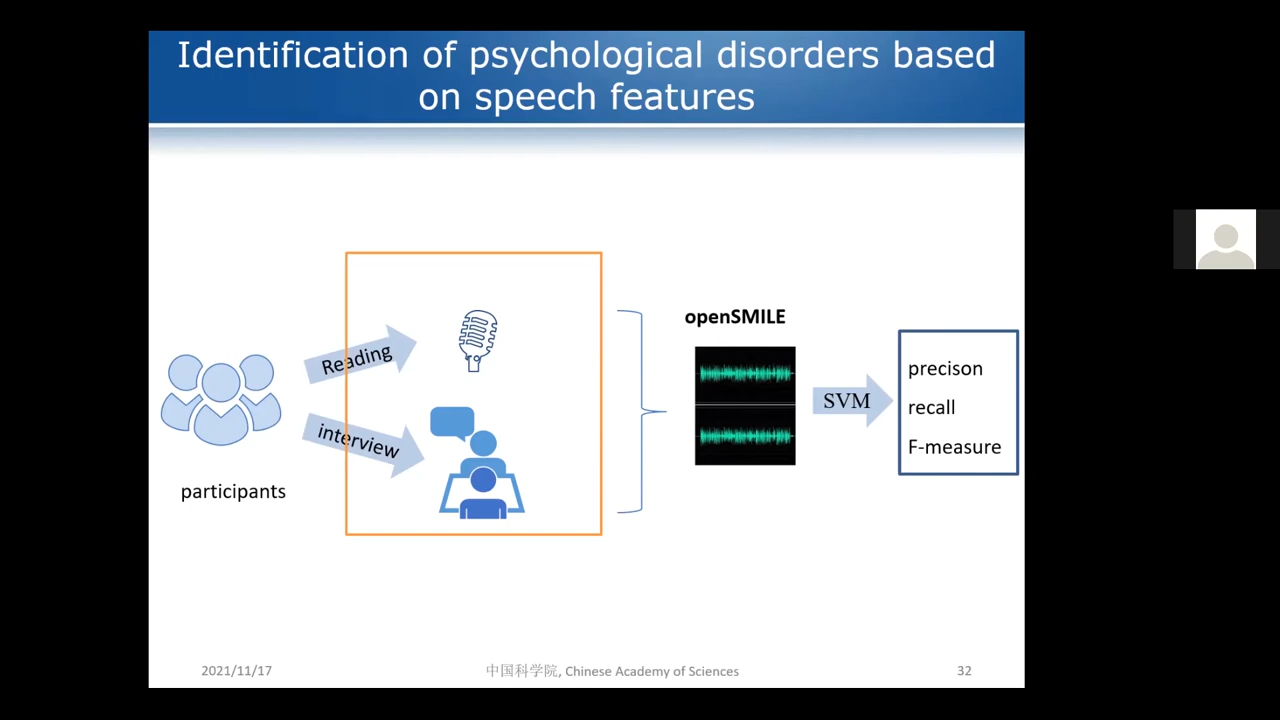 Identification of psychological disorders based
on speech features
Reading
interview
participants
openSMILE
SVM
precison
recall
F-measure
2021/11/17
中国科学院, Chinese Academy of Sciences
32